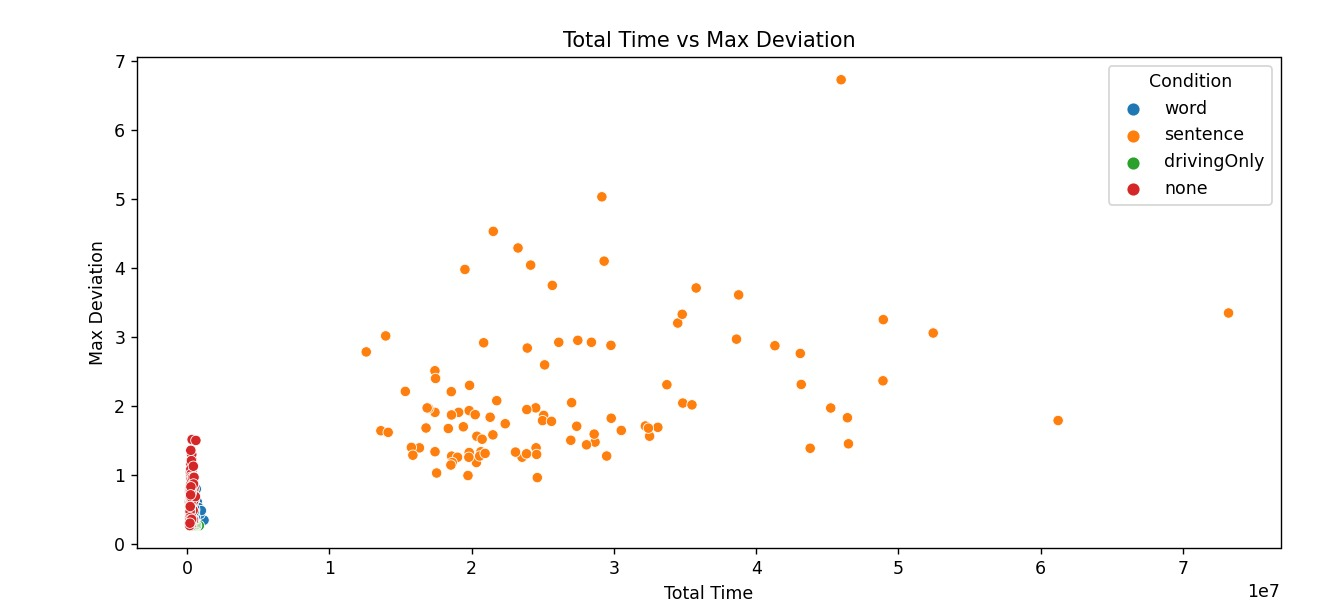 Total Time vs Max Deviation
Max Deviation
7
6
5
4
3
2
1
0
Condition
word
sentence
drivingOnly
none
0 1 2 3 4 5 6 7
1e7
Total Time